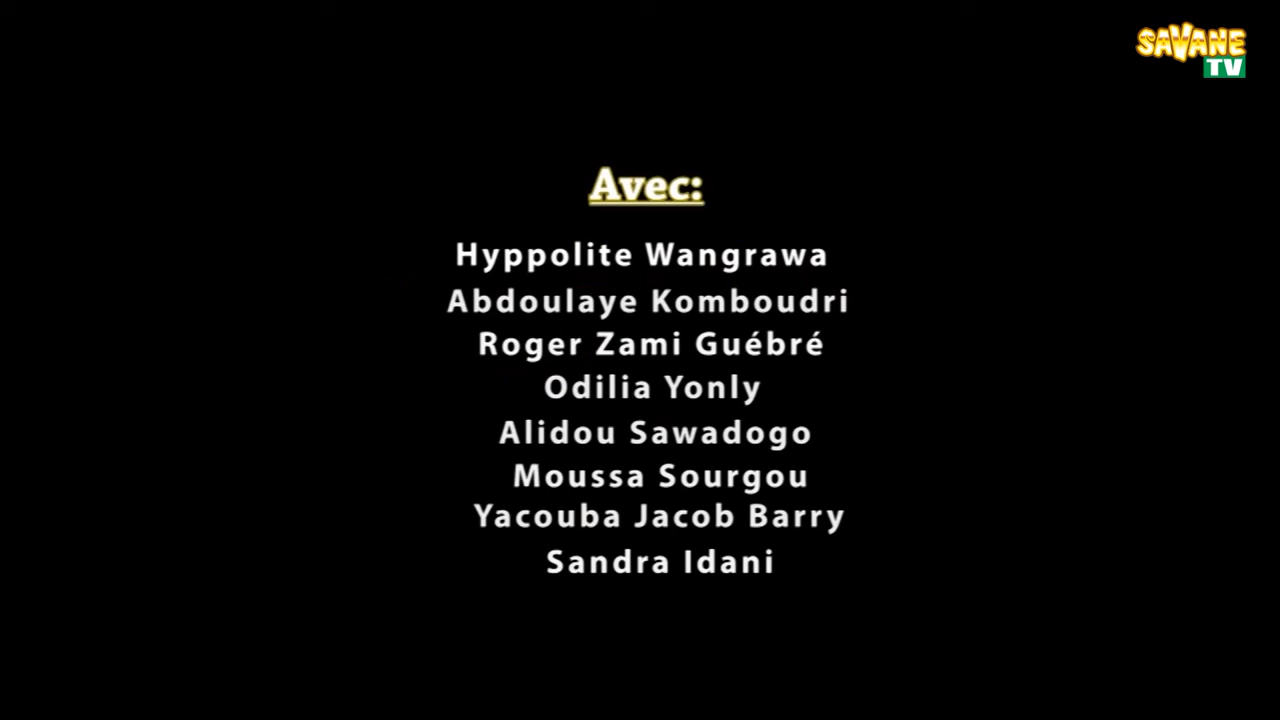 SAVANE
TV
Avec:
Hyppolite Wangrawa
Abdoulaye Komboudri
Roger Zami Guébré
Odilia Yonly
Alidou Sawadogo
Moussa Sourgou
Yacouba Jacob Barry
Sandra Idani